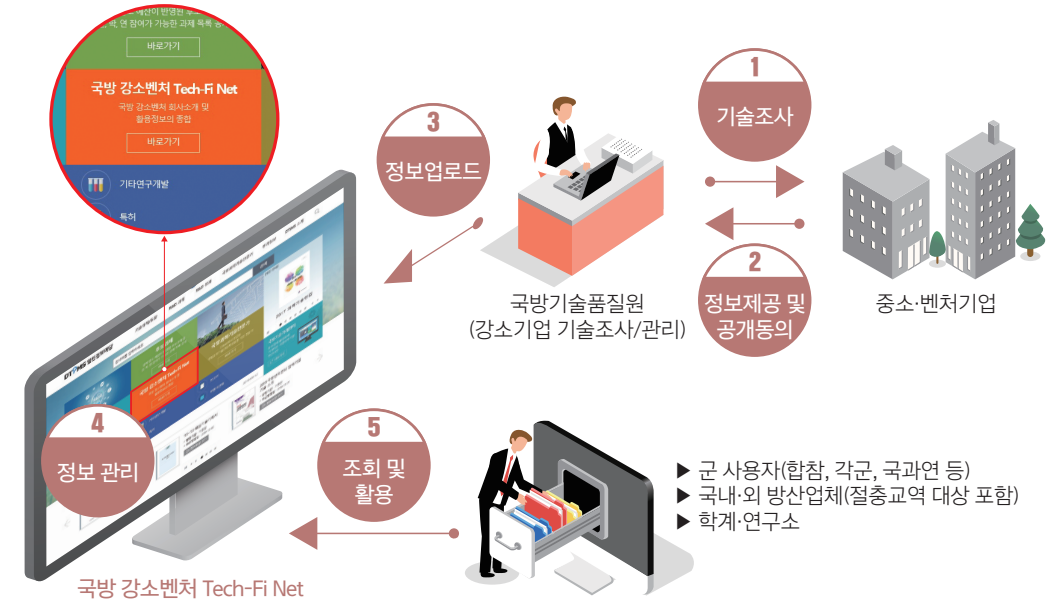 바로가기
국방 강소벤처 Tech-Fi Net
국방 강소벤처 회사소개 및
활용정보의 종합
바로가기
기타연구개발
특허
1
기술조사
3
정보업로드
2
정보제공 및
공개동의
국방기술품질원
(강소기업 기술조사/관리)
중소·벤처기업
4
정보 관리
5
조회 및
활용
▶ 군 사용자(합참, 각군, 국과연 등)
▶ 국내·외 방산업체(절충교역 대상 포함)
▶ 학계·연구소
국방 강소벤처 Tech-Fi Net